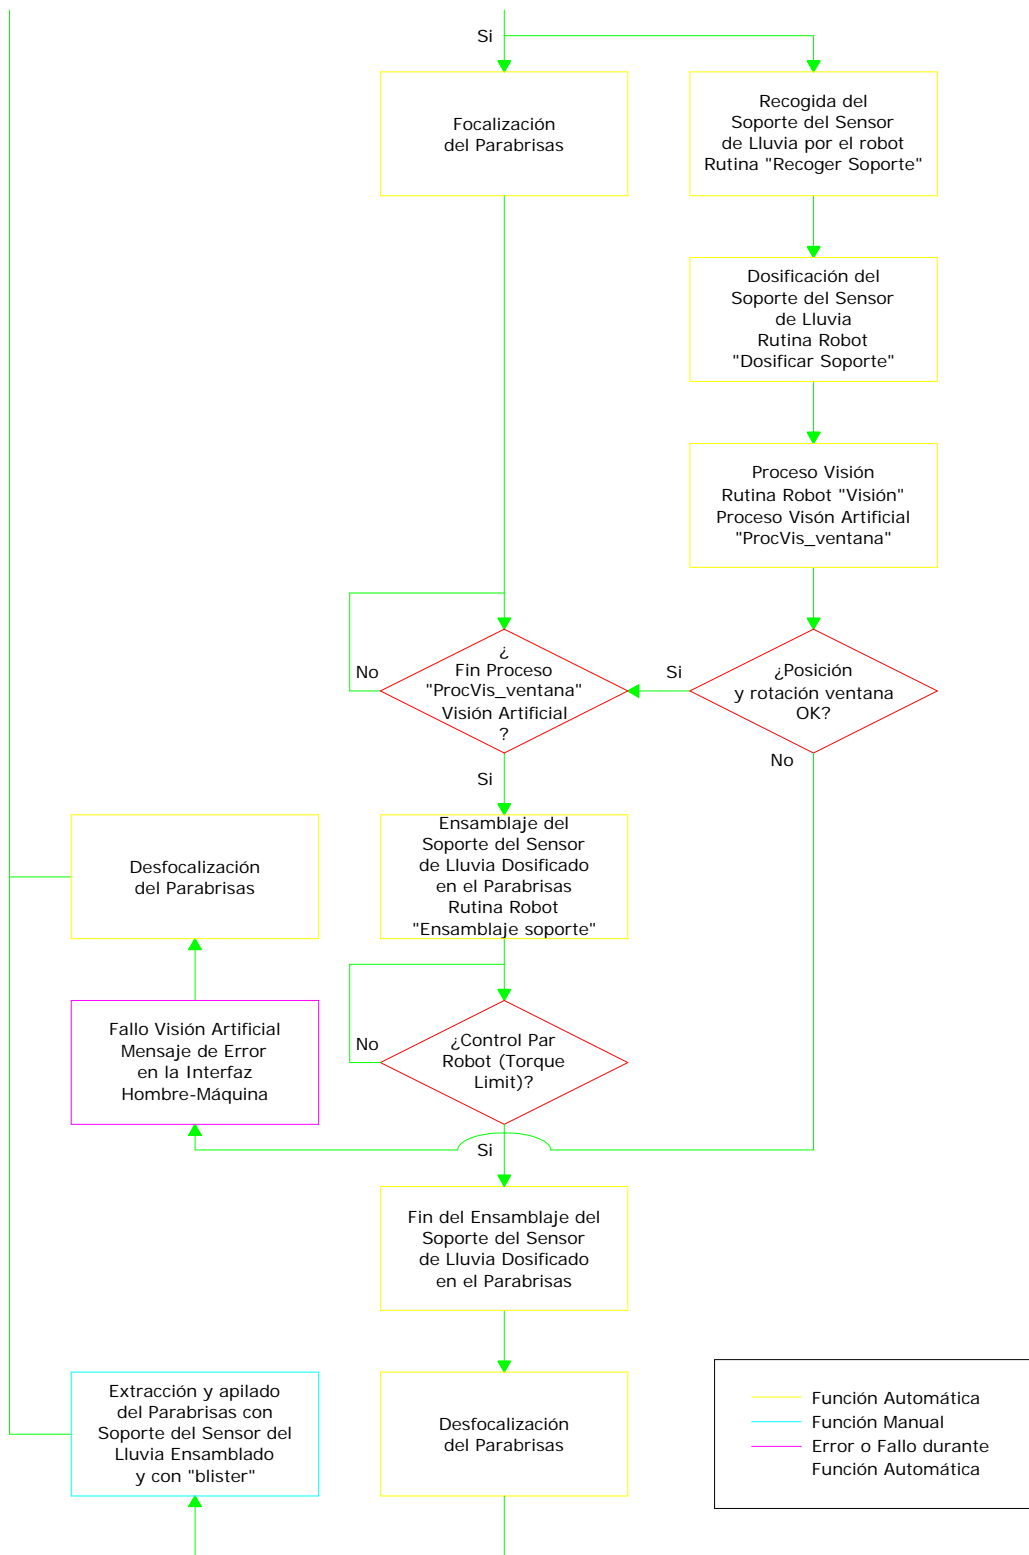 Si
Focalización
del Parabrisas
Recogida del
Soporte del Sensor
de Lluvia por el robot
Rutina "Recoger Soporte"
Dosificación del
Soporte del Sensor
de Lluvia
Rutina Robot
"Dosificar Soporte"
Proceso Visión
Rutina Robot "Visión"
Proceso Visón Artificial
"ProcVis_ventana"
¿
Fin Proceso
"ProcVis_ventana"
Visión Artificial
?
No
Si
¿Posición
y rotación ventana
OK?
No
Si
Ensamblaje del
Soporte del Sensor
de Lluvia Dosificado
en el Parabrisas
Rutina Robot
"Ensamblaje soporte"
Desfocalización
del Parabrisas
Fallo Visión Artificial
Mensaje de Error
en la Interfaz
Hombre-Máquina
No
¿Control Par
Robot (Torque
Limit)?
Si
Fin del Ensamblaje del
Soporte del Sensor
de Lluvia Dosificado
en el Parabrisas
Extracción y apilado
del Parabrisas con
Soporte del Sensor del
Lluvia Ensamblado
y con "blister"
Desfocalización
del Parabrisas
Función Automática
Función Manual
Error o Fallo durante
Función Automática